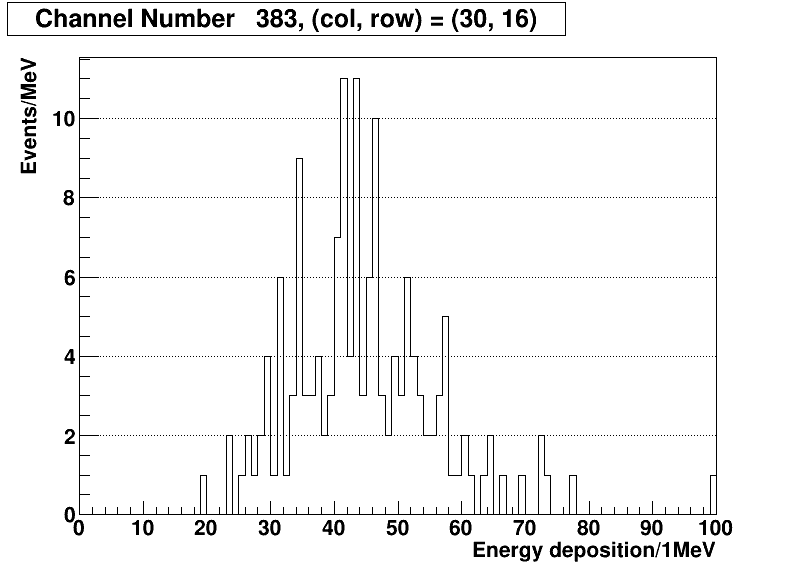 Channel Number 383, (col, row) = (30, 16)
Events/MeV
10
8
6
4
2
0
0 10 20 30 40 50 60 70 80 90 100
Energy deposition/1MeV